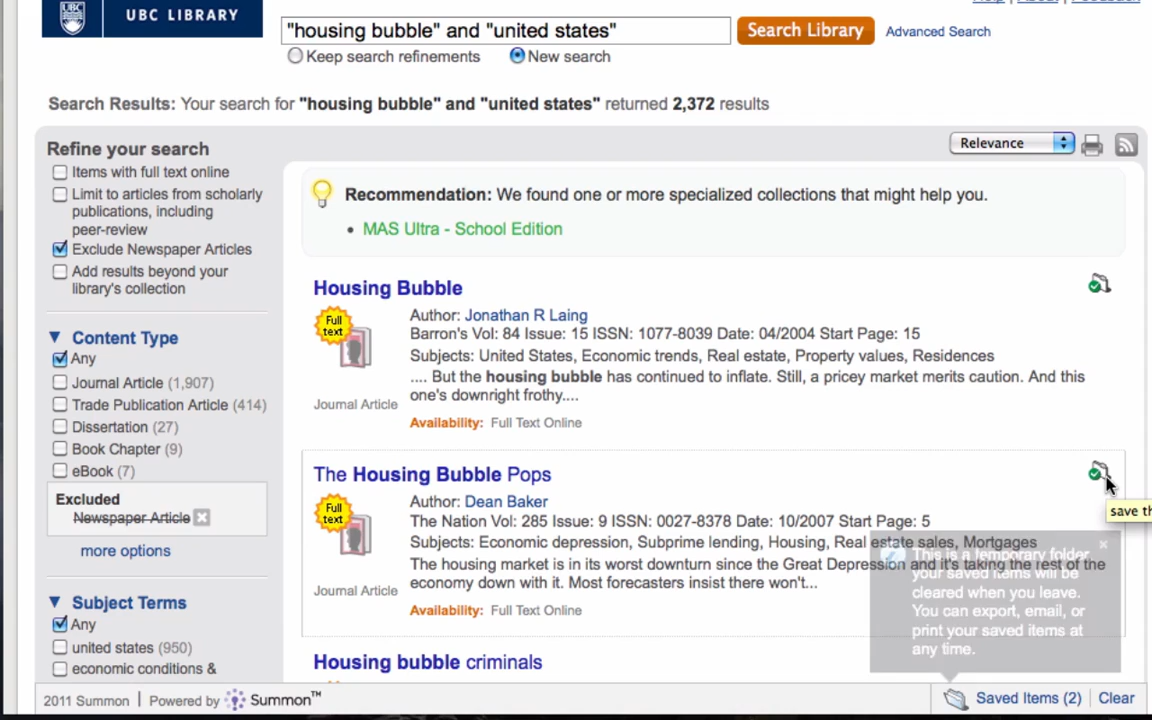 Help | About | Feedback
UBC
UBC LIBRARY
"housing bubble" and "united states"
Search Library
Advanced Search
Keep search refinements
New search
Search Results: Your search for "housing bubble" and "united states" returned 2,372 results
Refine your search
Items with full text online
Limit to articles from scholarly
publications, including
peer-review
Exclude Newspaper Articles
Add results beyond your
library's collection
Content Type
Any
Journal Article (1,907)
Trade Publication Article (414)
Dissertation (27)
Book Chapter (9)
eBook (7)
Excluded
Newspaper Article
more options
Subject Terms
Any
united states (950)
economic conditions &
Relevance
Recommendation: We found one or more specialized collections that might help you.
• MAS Ultra - School Edition
Housing Bubble
Full
text
Journal Article
Author: Jonathan R Laing
Barron's Vol: 84 Issue: 15 ISSN: 1077-8039 Date: 04/2004 Start Page: 15
Subjects: United States, Economic trends, Real estate, Property values, Residences
.... But the housing bubble has continued to inflate. Still, a pricey market merits caution. And this
one's downright frothy....
Availability: Full Text Online
The Housing Bubble Pops
Full
text
Journal Article
Author: Dean Baker
The Nation Vol: 285 Issue: 9 ISSN: 0027-8378 Date: 10/2007 Start Page: 5
Subjects: Economic depression, Subprime lending, Housing, Real estate sales, Mortgages
The housing market is in its worst downturn since the Great Depression and it's taking the rest of the
economy down with it. Most forecasters insist there won't...
Availability: Full Text Online
save th
This is a temporary folder,
your saved items will be
cleared when you leave.
You can export, email, or
print your saved items at
any time.
Housing bubble criminals
2011 Summon | Powered by Summon™
Saved Items (2)
Clear